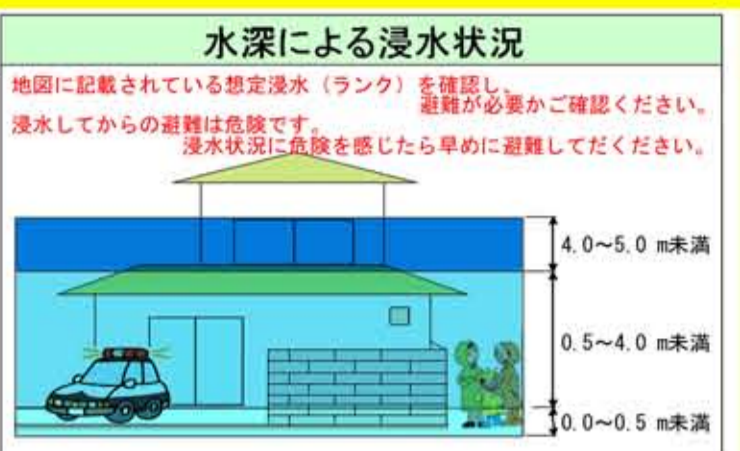 水深による浸水状況
地図に記載されている想定浸水（ランク）を確認し、
避難が必要かご確認ください。
浸水してからの避難は危険です。
浸水状況に危険を感じたら早めに避難してだください。
4.0～5.0 m未満
0.5～4.0 m未満
0.0～0.5 m未満